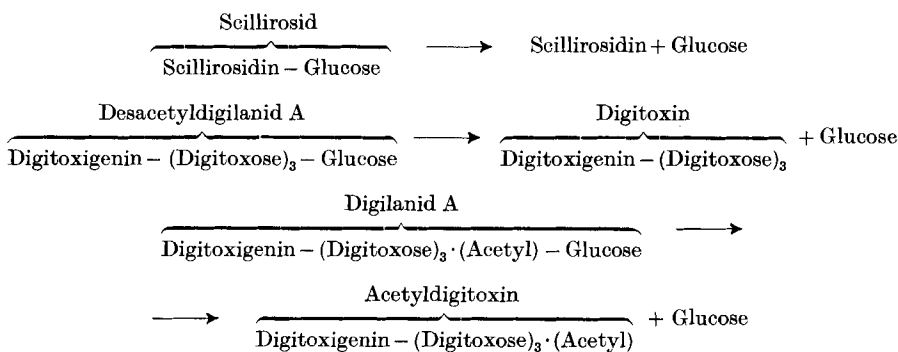 Scillirosid
Scillirosidin – Glucose ⟶ Scillirosidin + Glucose
Desacetyldigilanid A Digitoxin
Digitoxigenin – (Digitoxose)₃ – Glucose ⟶ Digitoxigenin – (Digitoxose)₃ + Glucose
Digilanid A
Digitoxigenin – (Digitoxose)₃ · (Acetyl) – Glucose ⟶
Acetyldigitoxin
⟶ Digitoxigenin – (Digitoxose)₃ · (Acetyl) + Glucose